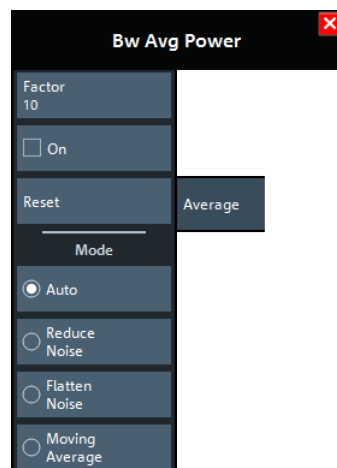 Bw Avg Power
Factor
10
On
Reset
Average
Mode
Auto
Reduce
Noise
Flatten
Noise
Moving
Average